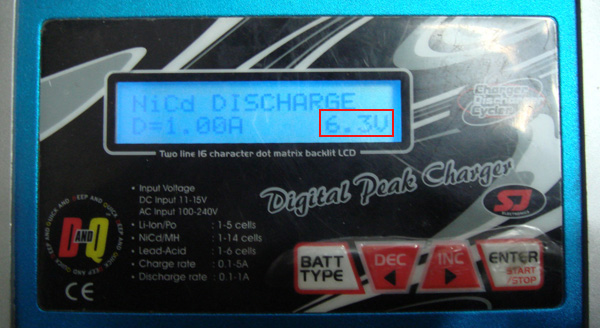 NiCd DISCHARGE
D=1.00A 6.3V
Two line 16 character dot matrix backlit LCD
Charger
Discharger
Cycler
Digital Peak Charger
• Input Voltage
DC Input 11-15V
AC Input 100-240V
• Li-Ion/Po : 1-5 cells
• NiCd/MH : 1-14 cells
• Lead-Acid : 1-6 cells
• Charge rate : 0.1-5A
• Discharge rate : 0.1-1A
D AND Q
CE
SJ
ELECTRONICS
BATT
TYPE
DEC
INC
ENTER
START
/STOP